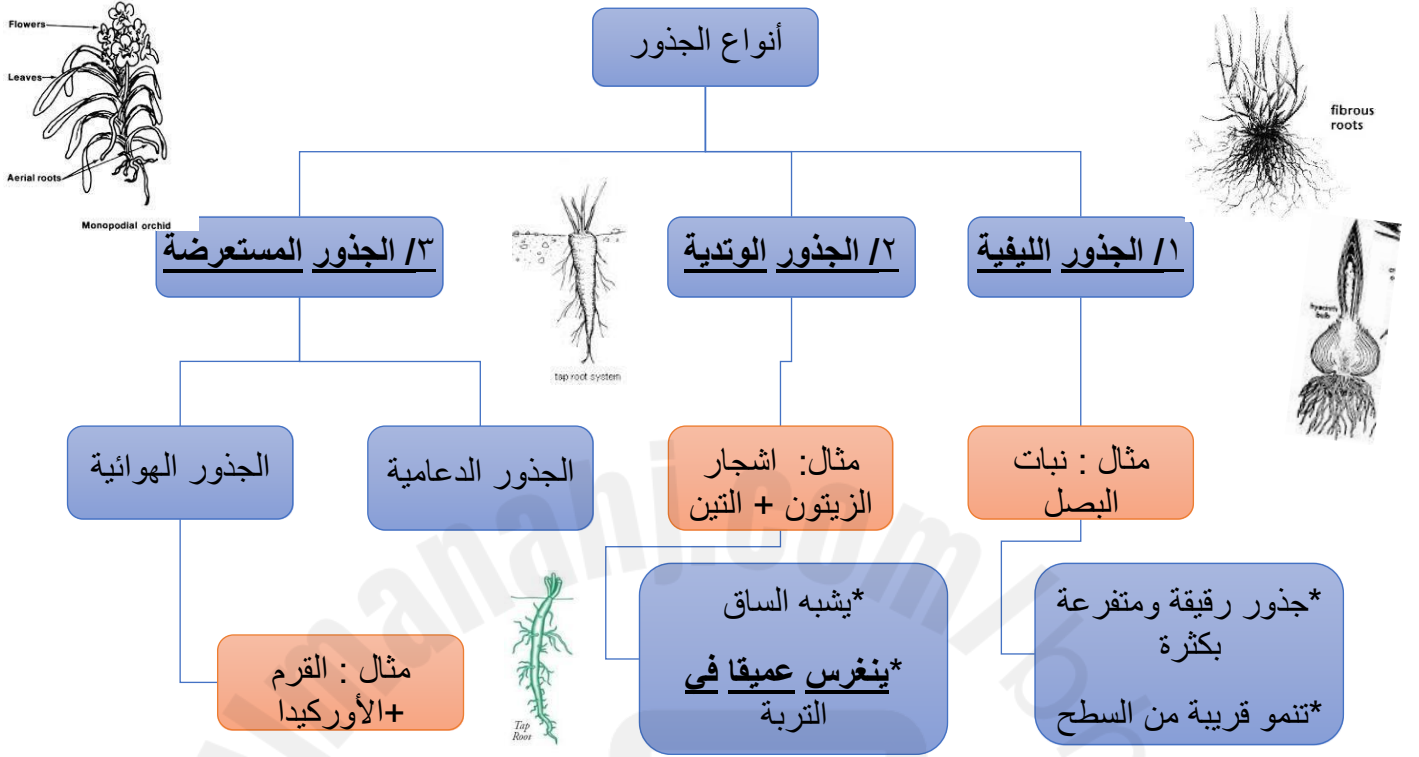 أنواع الجذور
Flowers
Leaves
Aerial roots
Monopodial orchid
fibrous
roots
١/ الجذور الليفية
٢/ الجذور الوتدية
٣/ الجذور المستعرضة
tap root system
bulb
مثال : نبات
البصل
مثال: اشجار
الزيتون + التين
الجذور الدعامية
الجذور الهوائية
*جذور رقيقة ومتفرعة
بكثرة
*تنمو قريبة من السطح
*يشبه الساق
*ينغرس عميقا في
التربة
مثال : القرم
+الأوركيدا
Tap
Root